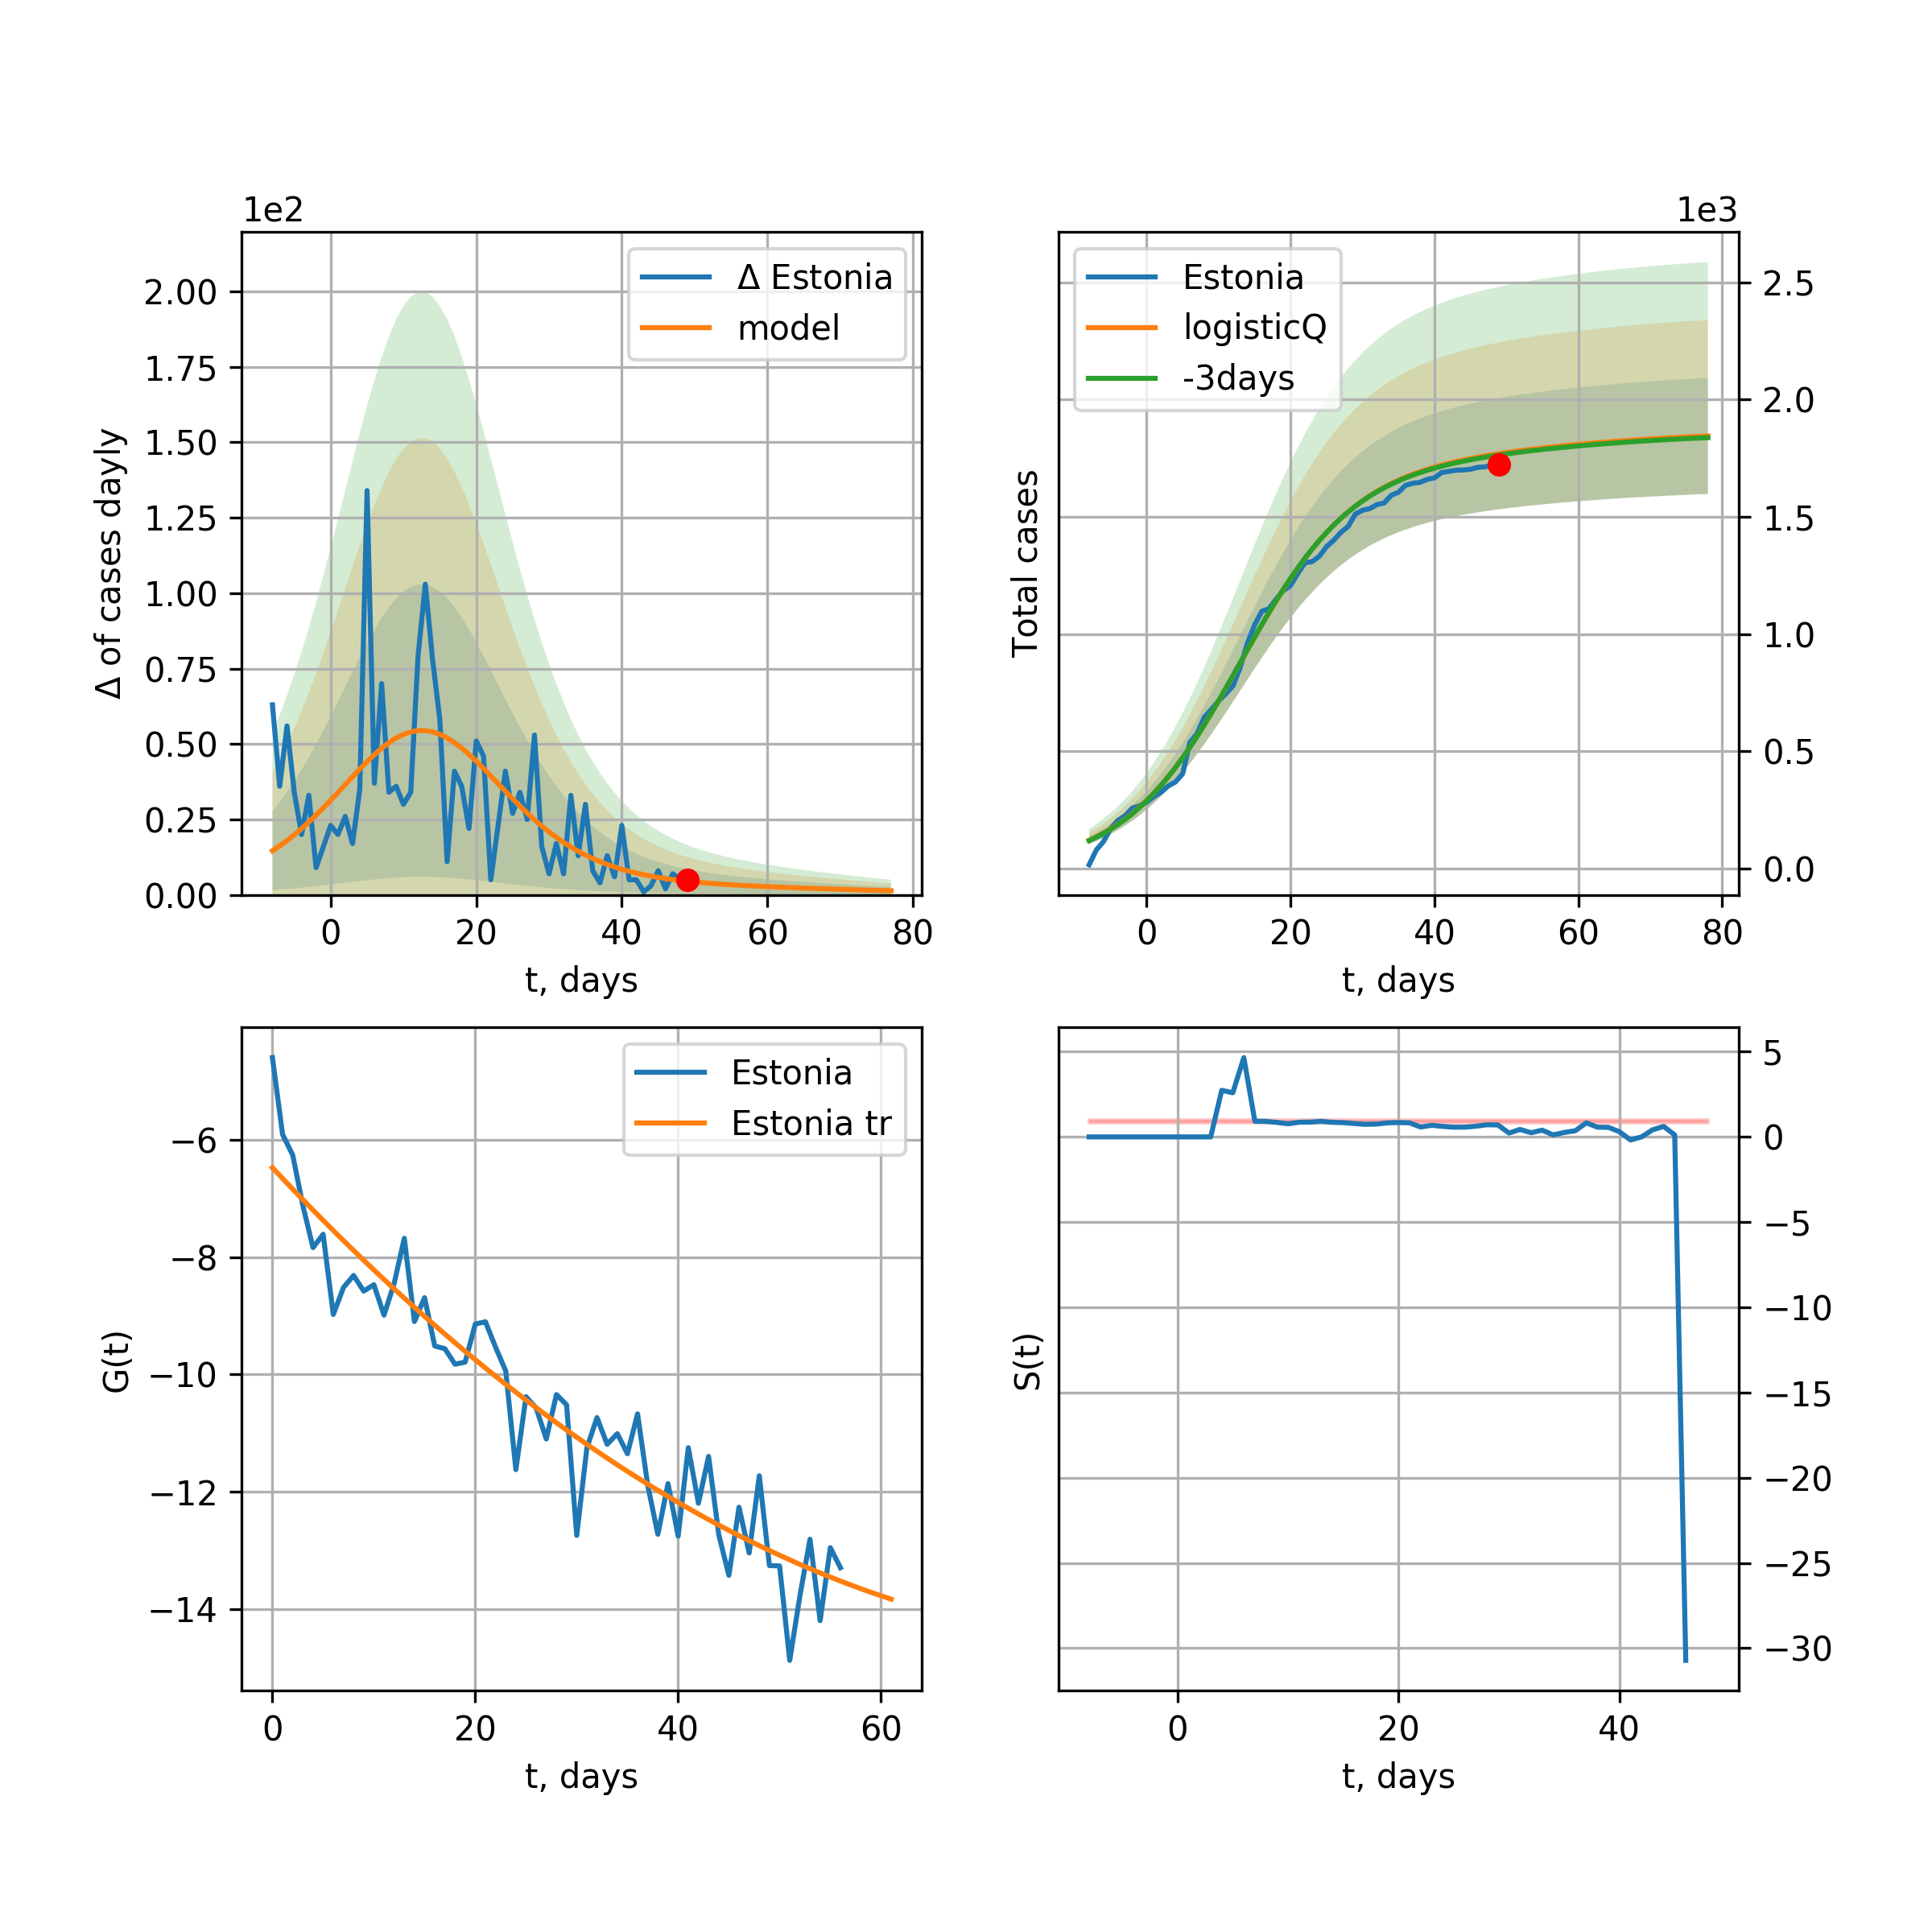 1e2
Δ of cases dayly
2.00
1.75
1.50
1.25
1.00
0.75
0.50
0.25
0.00
0 20 40 60 80
t, days
Δ Estonia
model
1e3
Total cases
2.5
2.0
1.5
1.0
0.5
0.0
0 20 40 60 80
t, days
Estonia
logisticQ
-3days
G(t)
−6
−8
−10
−12
−14
0 20 40 60
t, days
Estonia
Estonia tr
S(t)
5
0
−5
−10
−15
−20
−25
−30
0 20 40
t, days